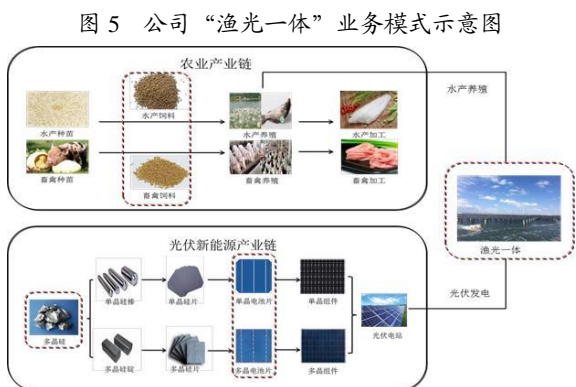 图 5 公司“渔光一体”业务模式示意图
农业产业链
水产种苗
水产饲料
水产养殖
水产加工
畜禽种苗
畜禽饲料
畜禽养殖
畜禽加工
水产养殖
渔光一体
光伏新能源产业链
单晶硅棒
单晶硅片
单晶电池片
单晶组件
多晶硅
光伏电站
光伏发电
多晶硅锭
多晶硅片
多晶电池片
多晶组件